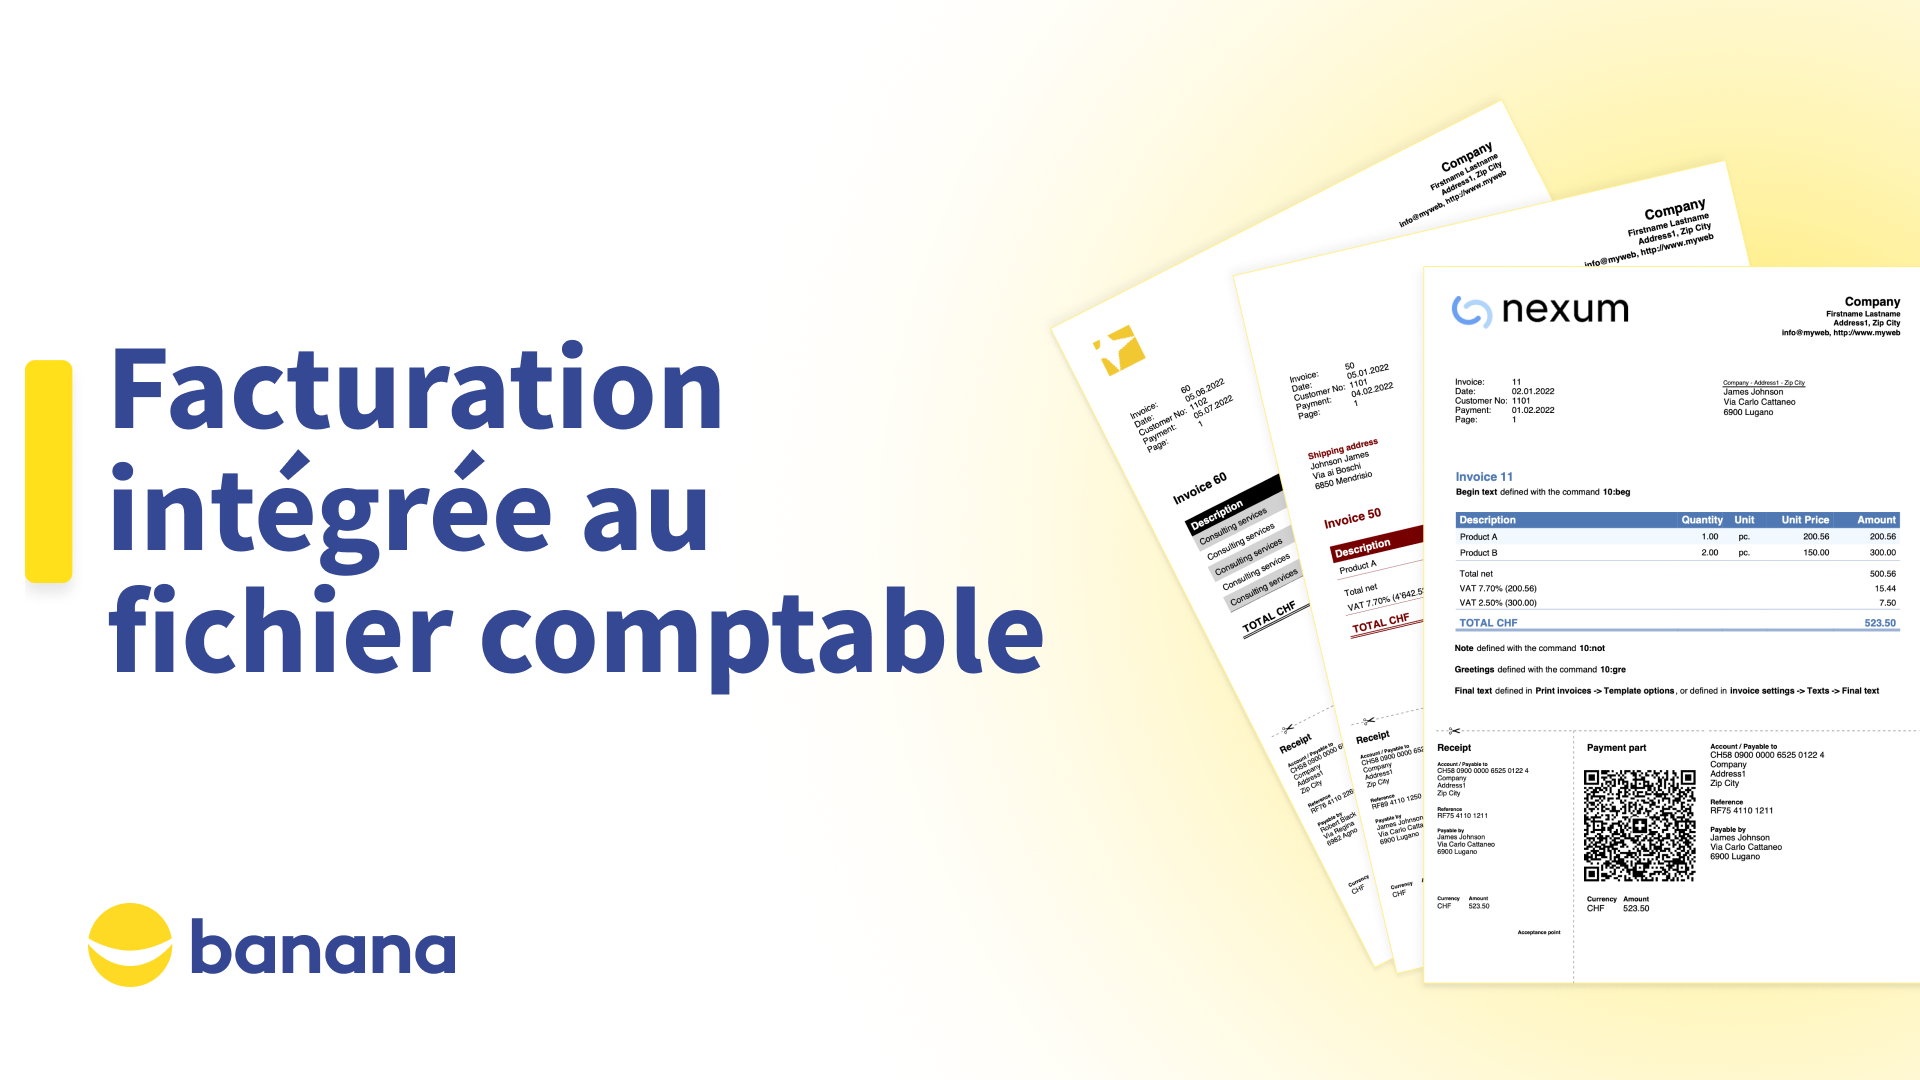 Facturation
intégrée au
fichier comptable
banana
Company
Firstname Lastname
Address1, Zip City
info@myweb, http://www.myweb
Invoice: 60
Date: 05.06.2022
Customer No: 1102
Payment: 05.07.2022
Page: 1
Invoice 60
Description
Consulting services
Consulting services
Consulting services
Consulting services
Consulting services
TOTAL CHF
Receipt
Account / Payable to
CH58 0900 0000 6
Company
Address1
Zip City
Reference
RF76 4110 226
Payable by
Robert Black
Via Regina
6982 Agno
Currency
CHF
Company
Firstname Lastname
Address1, Zip City
info@myweb, http://www.myweb
Invoice: 50
Date: 05.01.2022
Customer No: 1101
Payment: 04.02.2022
Page: 1
Shipping address
Johnson James
Via ai Boschi
6850 Mendrisio
Invoice 50
Description
Product A
Total net
VAT 7.70% (4'642.5
TOTAL CHF
Receipt
Account / Payable to
CH58 0900 0000 652
Company
Address1
Zip City
Reference
RF89 4110 1250
Payable by
James Johnson
Via Carlo Catta
6900 Lugano
Currency
CHF
nexum
Company
Firstname Lastname
Address1, Zip City
info@myweb, http://www.myweb
Invoice: 11
Date: 02.01.2022
Customer No: 1101
Payment: 01.02.2022
Page: 1
Company - Address1 - Zip City
James Johnson
Via Carlo Cattaneo
6900 Lugano
Invoice 11
Begin text defined with the command 10:beg
Description Quantity Unit Unit Price Amount
Product A 1.00 pc. 200.56 200.56
Product B 2.00 pc. 150.00 300.00
Total net 500.56
VAT 7.70% (200.56) 15.44
VAT 2.50% (300.00) 7.50
TOTAL CHF 523.50
Note defined with the command 10:not
Greetings defined with the command 10:gre
Final text defined in Print invoices -> Template options, or defined in invoice settings -> Texts -> Final text
Receipt
Account / Payable to
CH58 0900 0000 6525 0122 4
Company
Address1
Zip City
Reference
RF75 4110 1211
Payable by
James Johnson
Via Carlo Cattaneo
6900 Lugano
Currency Amount
CHF 523.50
Acceptance point
Payment part
Currency Amount
CHF 523.50
Account / Payable to
CH58 0900 0000 6525 0122 4
Company
Address1
Zip City
Reference
RF75 4110 1211
Payable by
James Johnson
Via Carlo Cattaneo
6900 Lugano